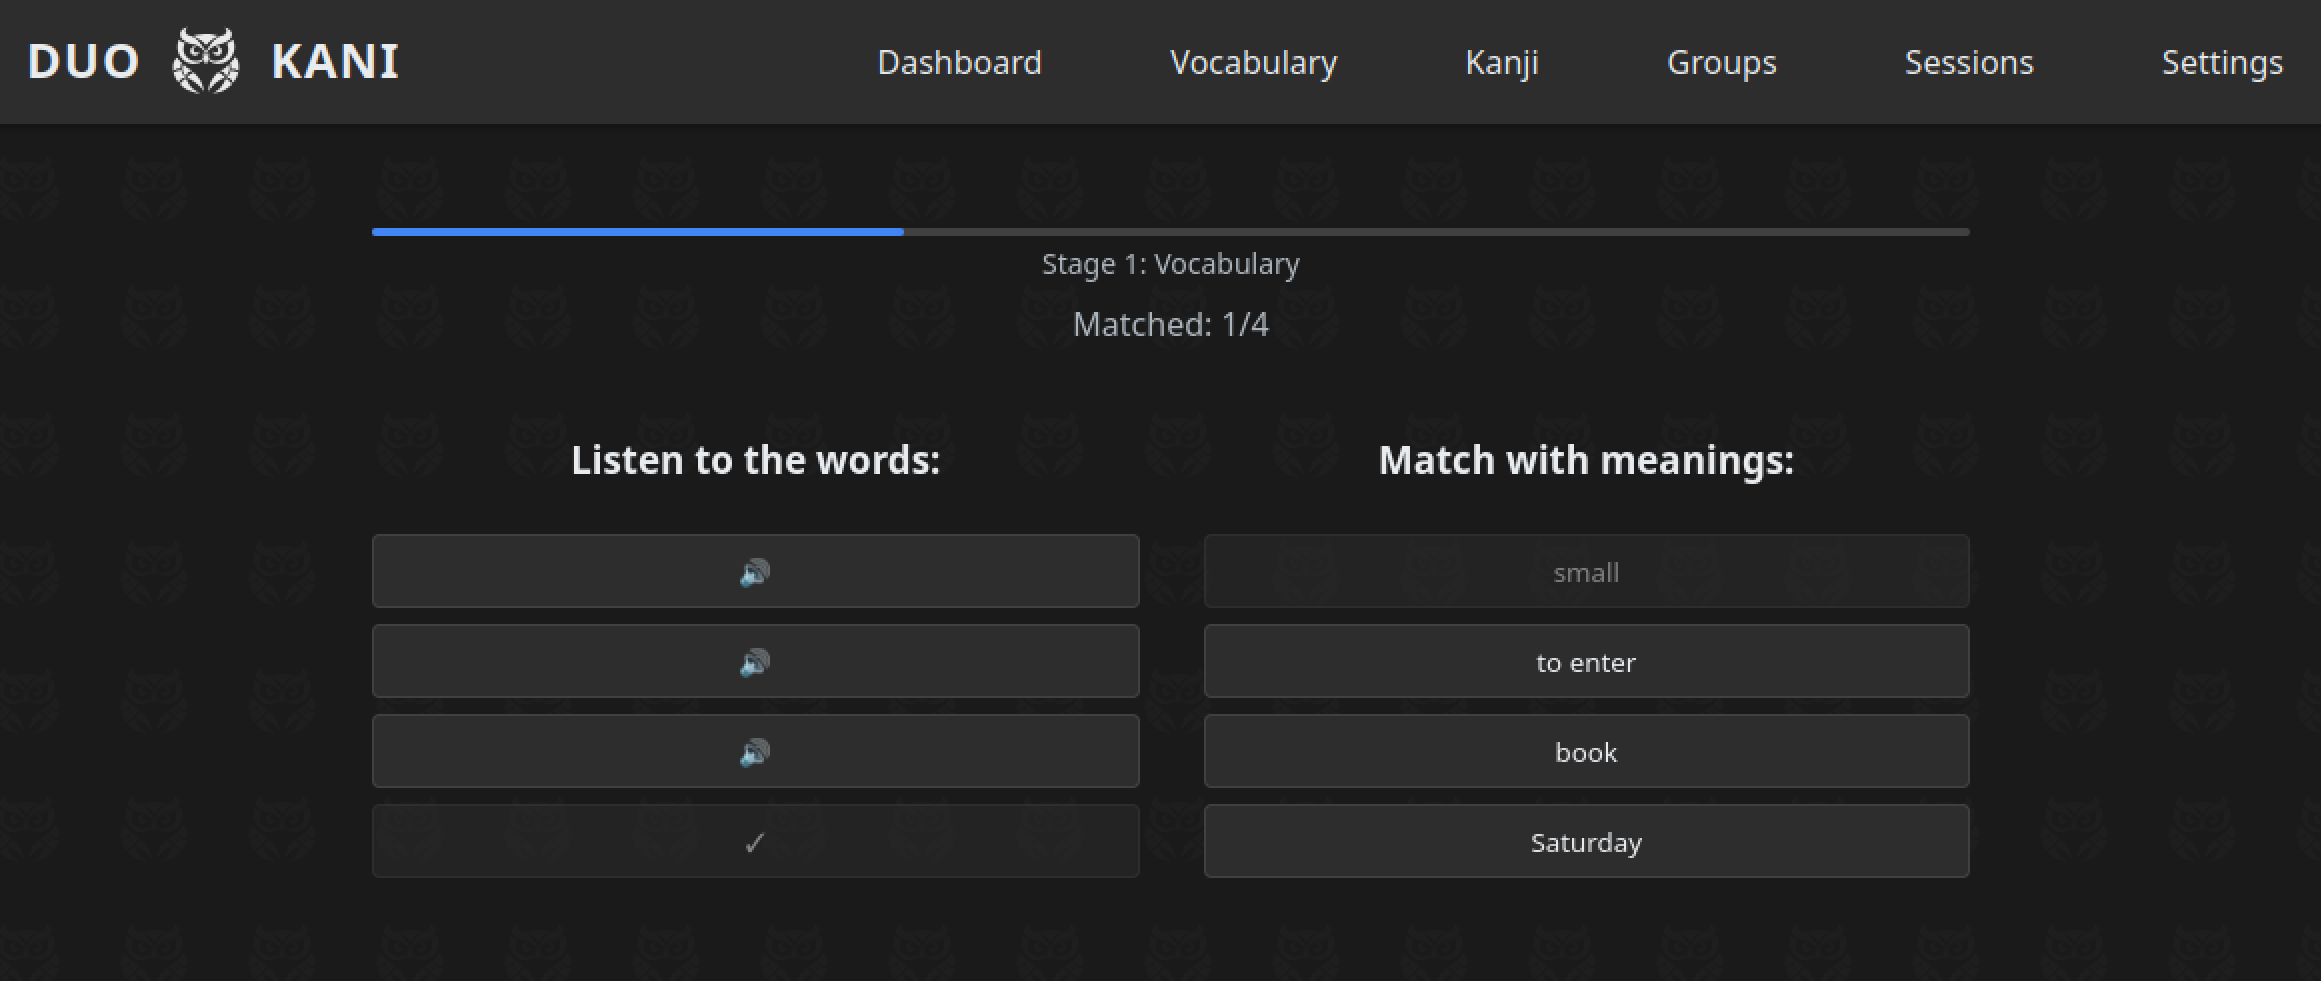 DUO KANI Dashboard Vocabulary Kanji Groups Sessions Settings
Stage 1: Vocabulary
Matched: 1/4
Listen to the words:
Match with meanings:
small
to enter
book
Saturday